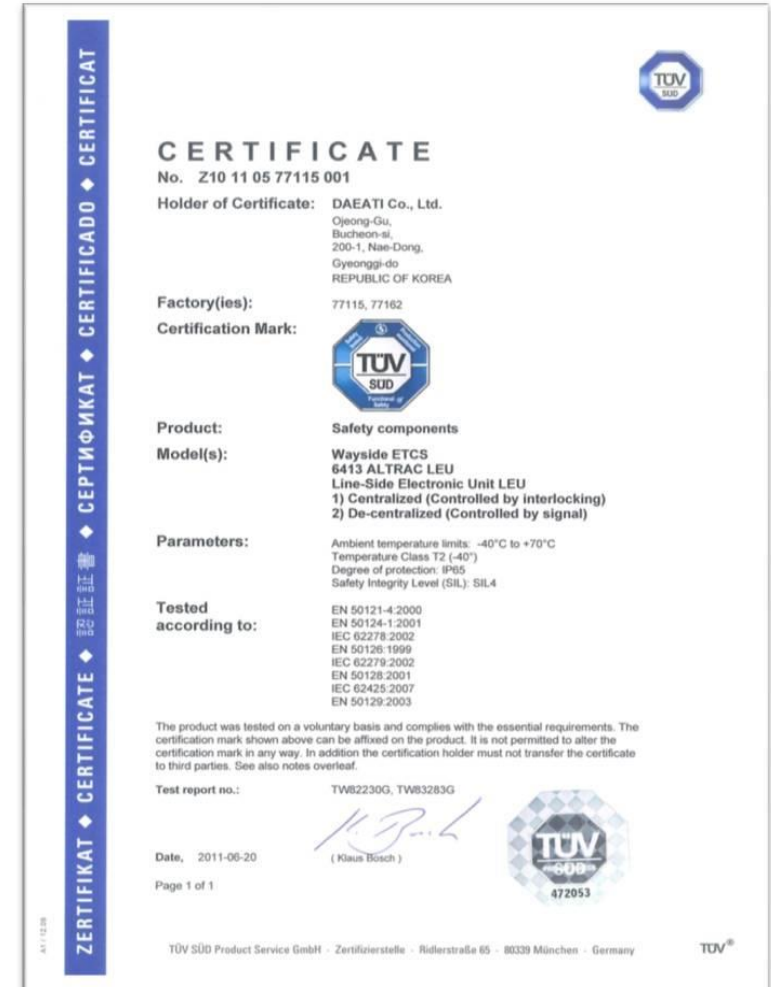 ZERTIFIKAT ◆ CERTIFICATE ◆ 認証証書 ◆ СЕРТИФИКАТ ◆ CERTIFICADO ◆ CERTIFICAT
TÜV
SÜD
CERTIFICATE
No. Z10 11 05 77115 001
Holder of Certificate: DAEATI Co., Ltd.
Ojeong-Gu,
Bucheon-si,
200-1, Nae-Dong,
Gyeonggi-do
REPUBLIC OF KOREA
Factory(ies): 77115, 77162
Certification Mark:
TÜV
SÜD
Functional
Safety
Product: Safety components
Model(s): Wayside ETCS
6413 ALTRAC LEU
Line-Side Electronic Unit LEU
1) Centralized (Controlled by interlocking)
2) De-centralized (Controlled by signal)
Parameters: Ambient temperature limits: -40°C to +70°C
Temperature Class T2 (-40°)
Degree of protection: IP65
Safety Integrity Level (SIL): SIL4
Tested
according to: EN 50121-4:2000
EN 50124-1:2001
IEC 62278:2002
EN 50126:1999
IEC 62279:2002
EN 50128:2001
IEC 62425:2007
EN 50129:2003
The product was tested on a voluntary basis and complies with the essential requirements. The
certification mark shown above can be affixed on the product. It is not permitted to alter the
certification mark in any way. In addition the certification holder must not transfer the certificate
to third parties. See also notes overleaf.
Test report no.: TW82230G, TW83283G
Date, 2011-06-20
( Klaus Bosch )
Page 1 of 1
TÜV
SÜD
472053
A1 / 12.06
TÜV SÜD Product Service GmbH · Zertifizierstelle · Ridlerstraße 65 · 80339 München · Germany
TÜV®